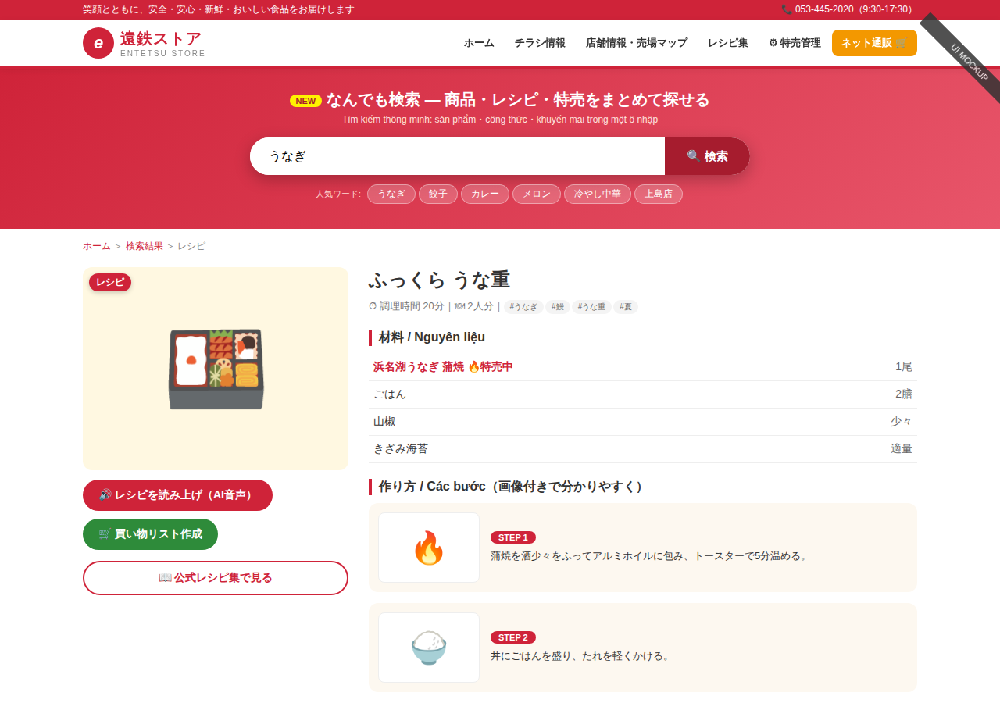 笑顔とともに、安全・安心・新鮮・おいしい食品をお届けします
📞 053-445-2020（9:30-17:30）
e 遠鉄ストア
ENTETSU STORE
ホーム チラシ情報 店舗情報・売場マップ レシピ集 ⚙ 特売管理 ネット通販 🛒
UI MOCKUP
NEW なんでも検索 — 商品・レシピ・特売をまとめて探せる
Tìm kiếm thông minh: sản phẩm・công thức・khuyến mãi trong một ô nhập
うなぎ
🔍 検索
人気ワード: うなぎ 餃子 カレー メロン 冷やし中華 上島店
ホーム ＞ 検索結果 ＞ レシピ
レシピ
🔊 レシピを読み上げ（AI音声）
🛒 買い物リスト作成
📖 公式レシピ集で見る
ふっくら うな重
⏱ 調理時間 20分｜🍽 2人分｜ #うなぎ #鰻 #うな重 #夏
材料 / Nguyên liệu
浜名湖うなぎ 蒲焼 🔥特売中 1尾
ごはん 2膳
山椒 少々
きざみ海苔 適量
作り方 / Các bước（画像付きで分かりやすく）
STEP 1
蒲焼を酒少々をふってアルミホイルに包み、トースターで5分温める。
STEP 2
丼にごはんを盛り、たれを軽くかける。